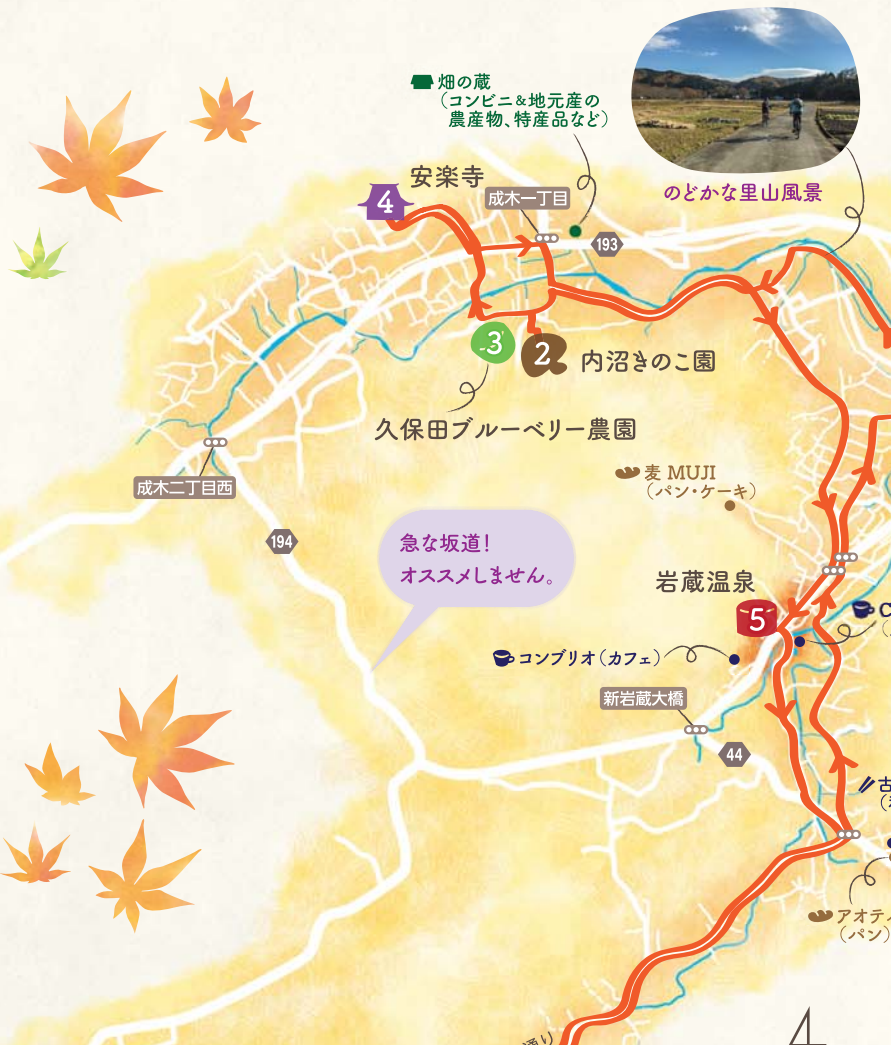 畑の蔵
（コンビニ&地元産の
農産物、特産品など）
安楽寺
4
成木一丁目
のどかな里山風景
193
3
2
内沼きのこ園
久保田ブルーベリー農園
麦 MUJI
（パン・ケーキ）
成木二丁目西
194
急な坂道！
オススメしません。
岩蔵温泉
5
コンブリオ（カフェ）
新岩蔵大橋
44
アオテ
（パン）
通り